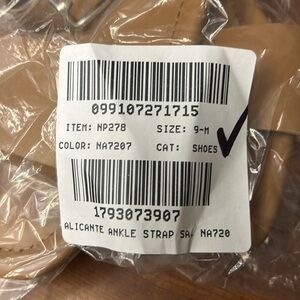 099107271715
ITEM: NP278 SIZE: 9-M
COLOR: NA7207 CAT: SHOES
1793073907
ALICANTE ANKLE STRAP SA, NA720